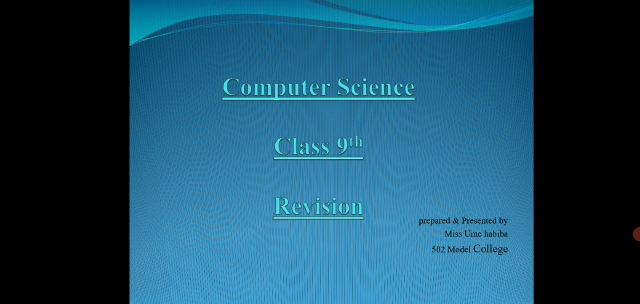 Computer Science
Class 9th
Revision
prepared & Presented by
Miss Ume habiba
502 Model College